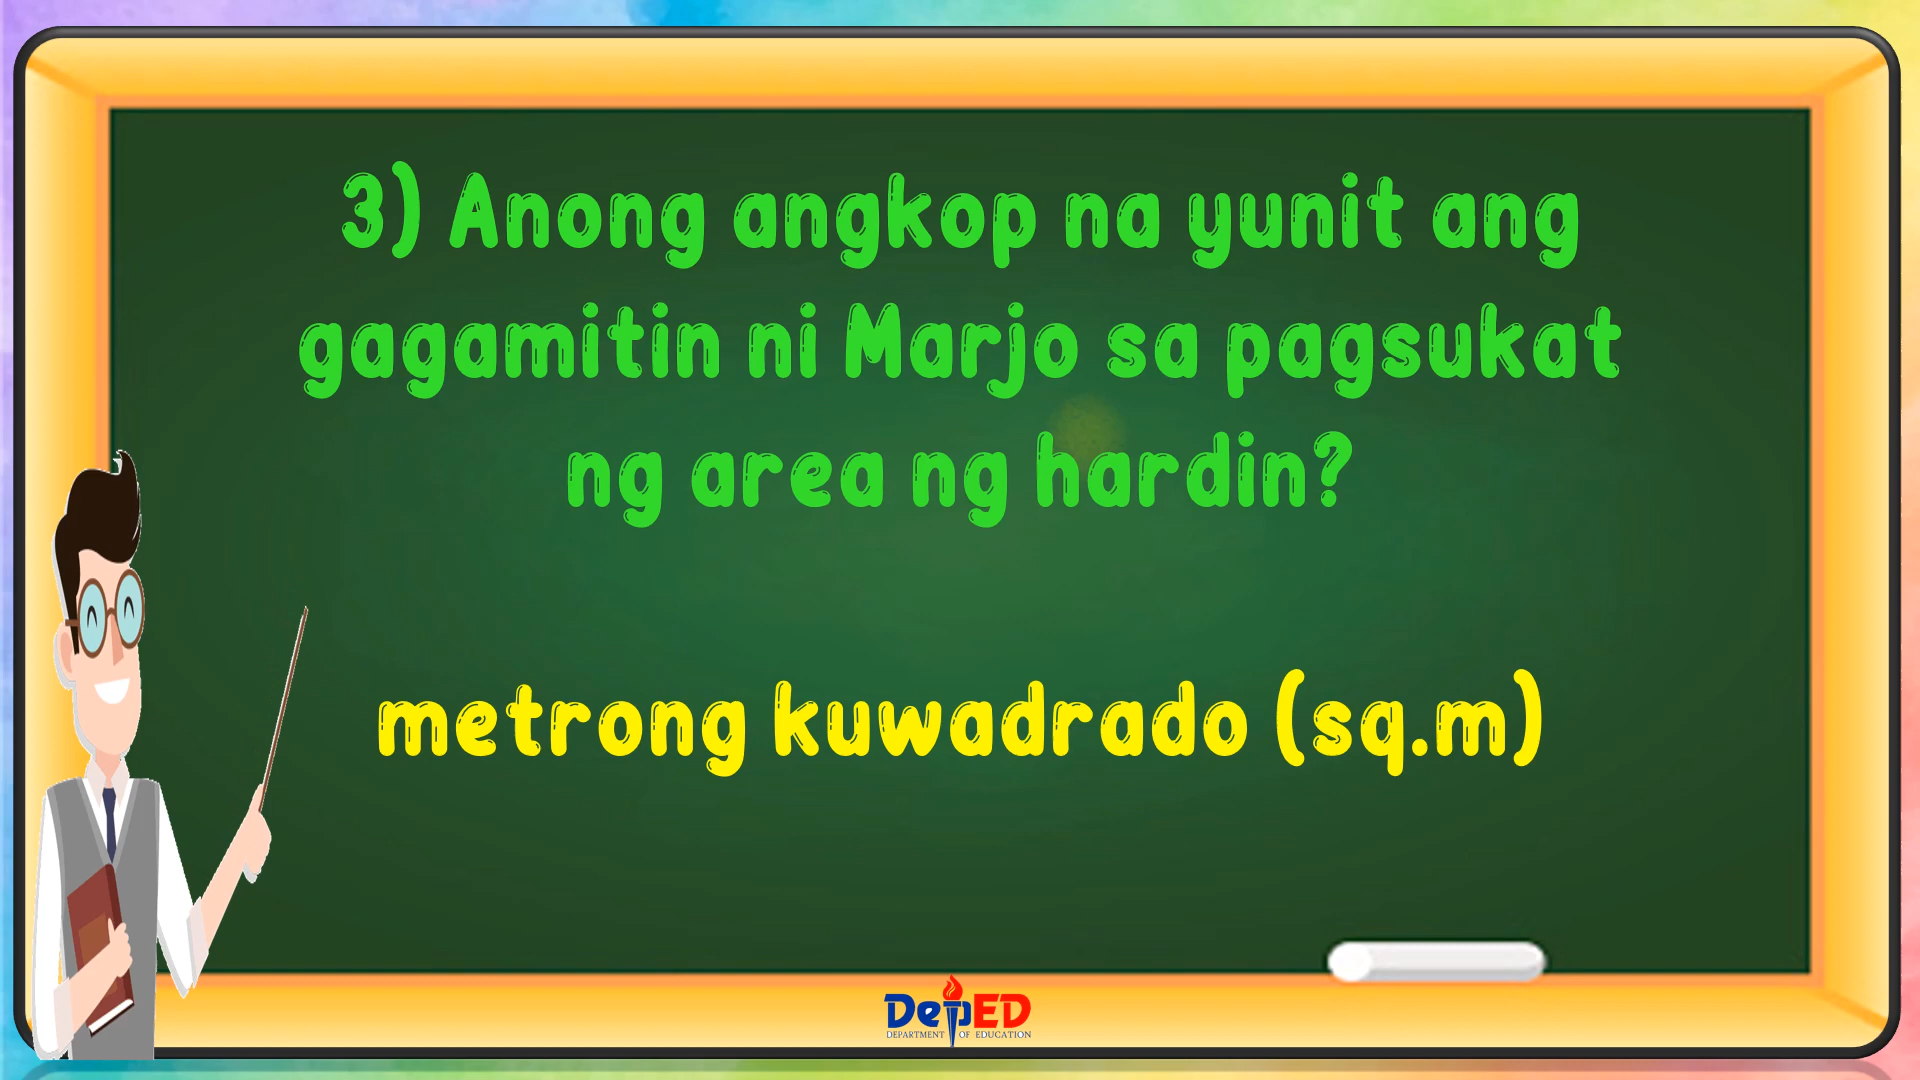 3) Anong angkop na yunit ang
gagamitin ni Marjo sa pagsukat
ng area ng hardin?
metrong kuwadrado (sq.m)
DepED
DEPARTMENT OF EDUCATION